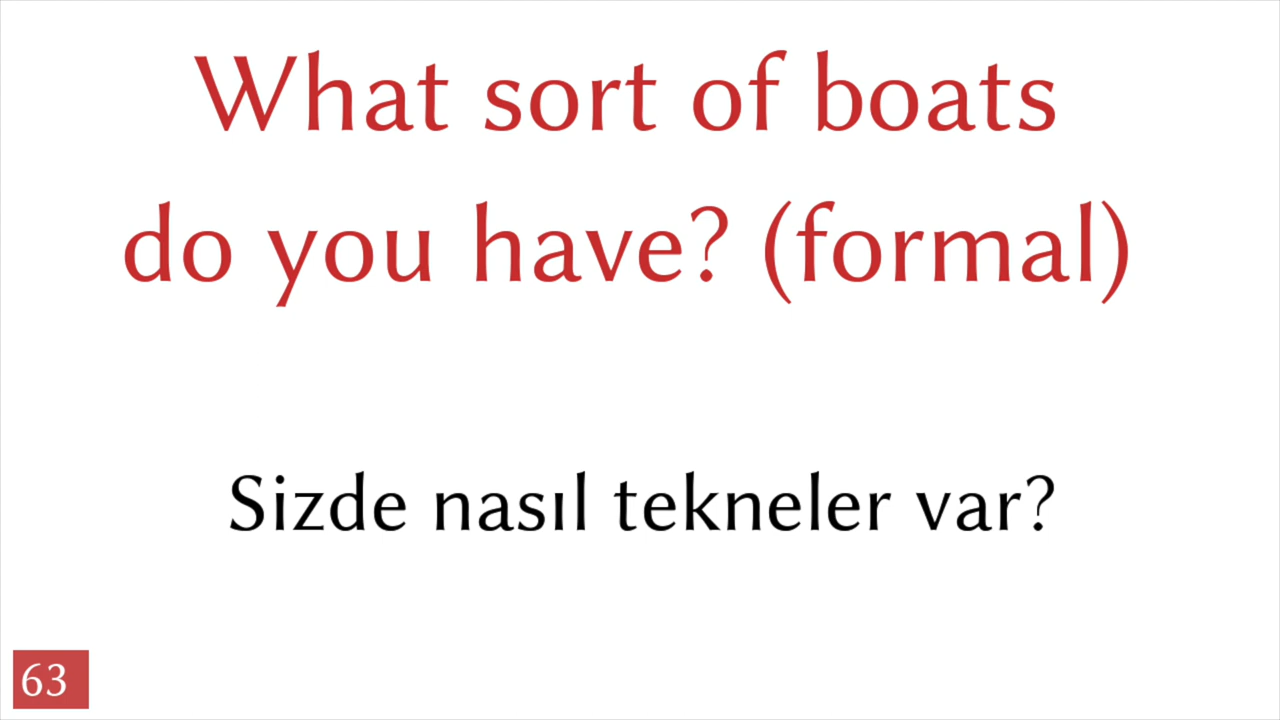 What sort of boats
do you have? (formal)
Sizde nasıl tekneler var?
63